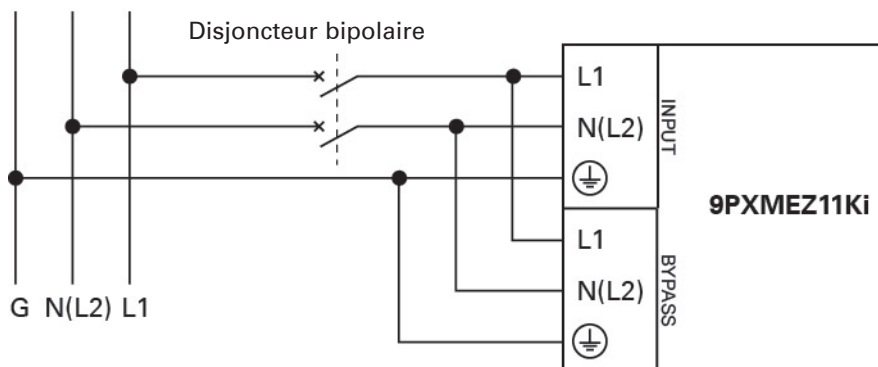 Disjoncteur bipolaire
L1
N(L2)
INPUT
9PXMEZ11Ki
L1
N(L2)
BYPASS
G N(L2) L1